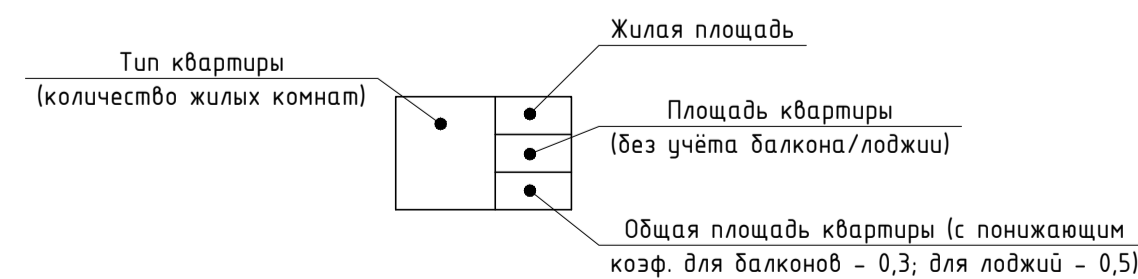 Жилая площадь
Тип квартиры
(количество жилых комнат)
Площадь квартиры
(без учёта балкона/лоджии)
Общая площадь квартиры (с понижающим
коэф. для балконов - 0,3; для лоджий - 0,5)